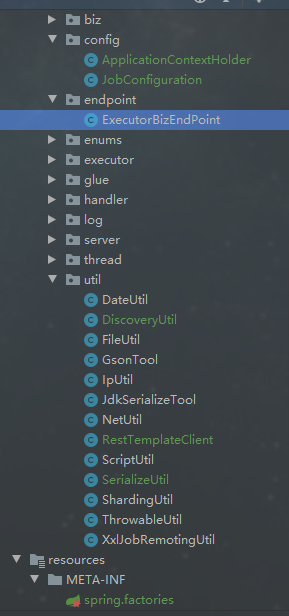 biz
config
ApplicationContextHolder
JobConfiguration
endpoint
ExecutorBizEndPoint
enums
executor
glue
handler
log
server
thread
util
DateUtil
DiscoveryUtil
FileUtil
GsonTool
IpUtil
JdkSerializeTool
NetUtil
RestTemplateClient
ScriptUtil
SerializeUtil
ShardingUtil
ThrowableUtil
XxlJobRemotingUtil
resources
META-INF
spring.factories